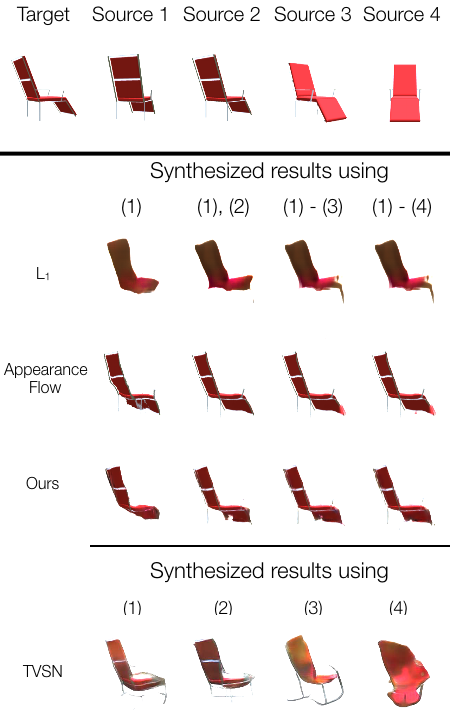 Target Source 1 Source 2 Source 3 Source 4
Synthesized results using
(1) (1), (2) (1) - (3) (1) - (4)
L₁
Appearance
Flow
Ours
Synthesized results using
(1) (2) (3) (4)
TVSN